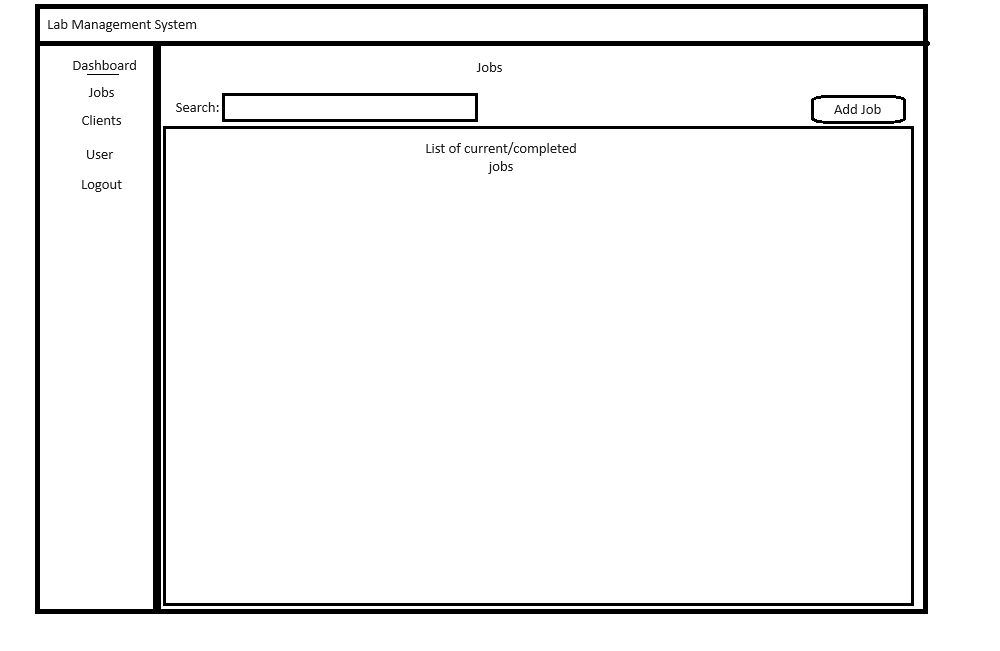 Lab Management System
Dashboard
Jobs
Clients
User
Logout
Jobs
Search:
Add Job
List of current/completed
jobs